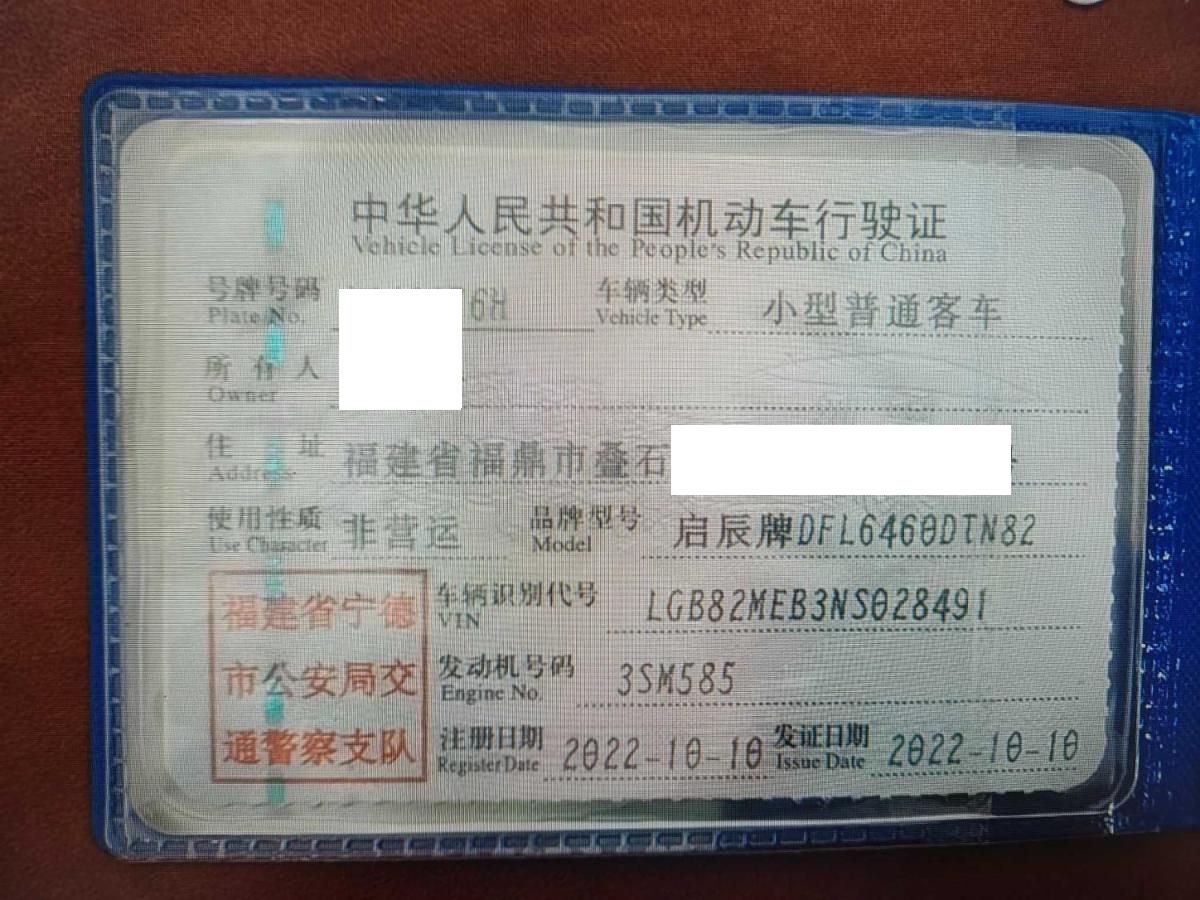 中华人民共和国机动车行驶证
Vehicle License of the People's Republic of China
号牌号码 6H 车辆类型 小型普通客车
Plate No. Vehicle Type
所有人
Owner
住址 福建省福鼎市叠石
Address
使用性质 非营运 品牌型号 启辰牌DFL6460DTN82
Use Character Model
福建省宁德
市公安局交
通警察支队
车辆识别代号 LGB82MEB3NS028491
VIN
发动机号码 3SM585
Engine No.
注册日期 2022-10-10 发证日期 2022-10-10
Register Date Issue Date